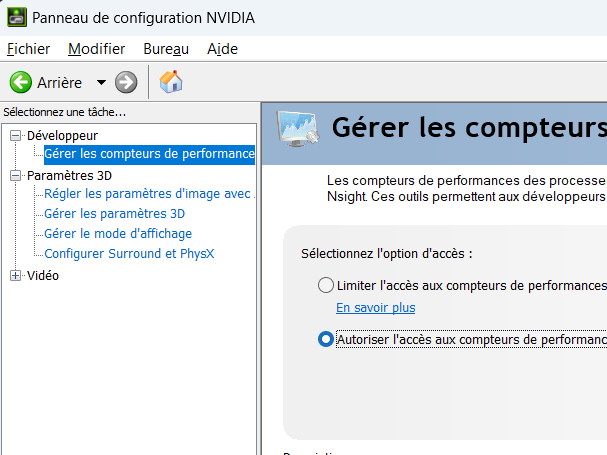 Panneau de configuration NVIDIA
Fichier Modifier Bureau Aide
Arrière
Sélectionnez une tâche...
Développeur
Gérer les compteurs de performance
Paramètres 3D
Régler les paramètres d'image avec
Gérer les paramètres 3D
Gérer le mode d'affichage
Configurer Surround et PhysX
Vidéo
Gérer les compteurs
Les compteurs de performances des processe
Nsight. Ces outils permettent aux développeurs
Sélectionnez l'option d'accès :
Limiter l'accès aux compteurs de performances
En savoir plus
Autoriser l'accès aux compteurs de performanc